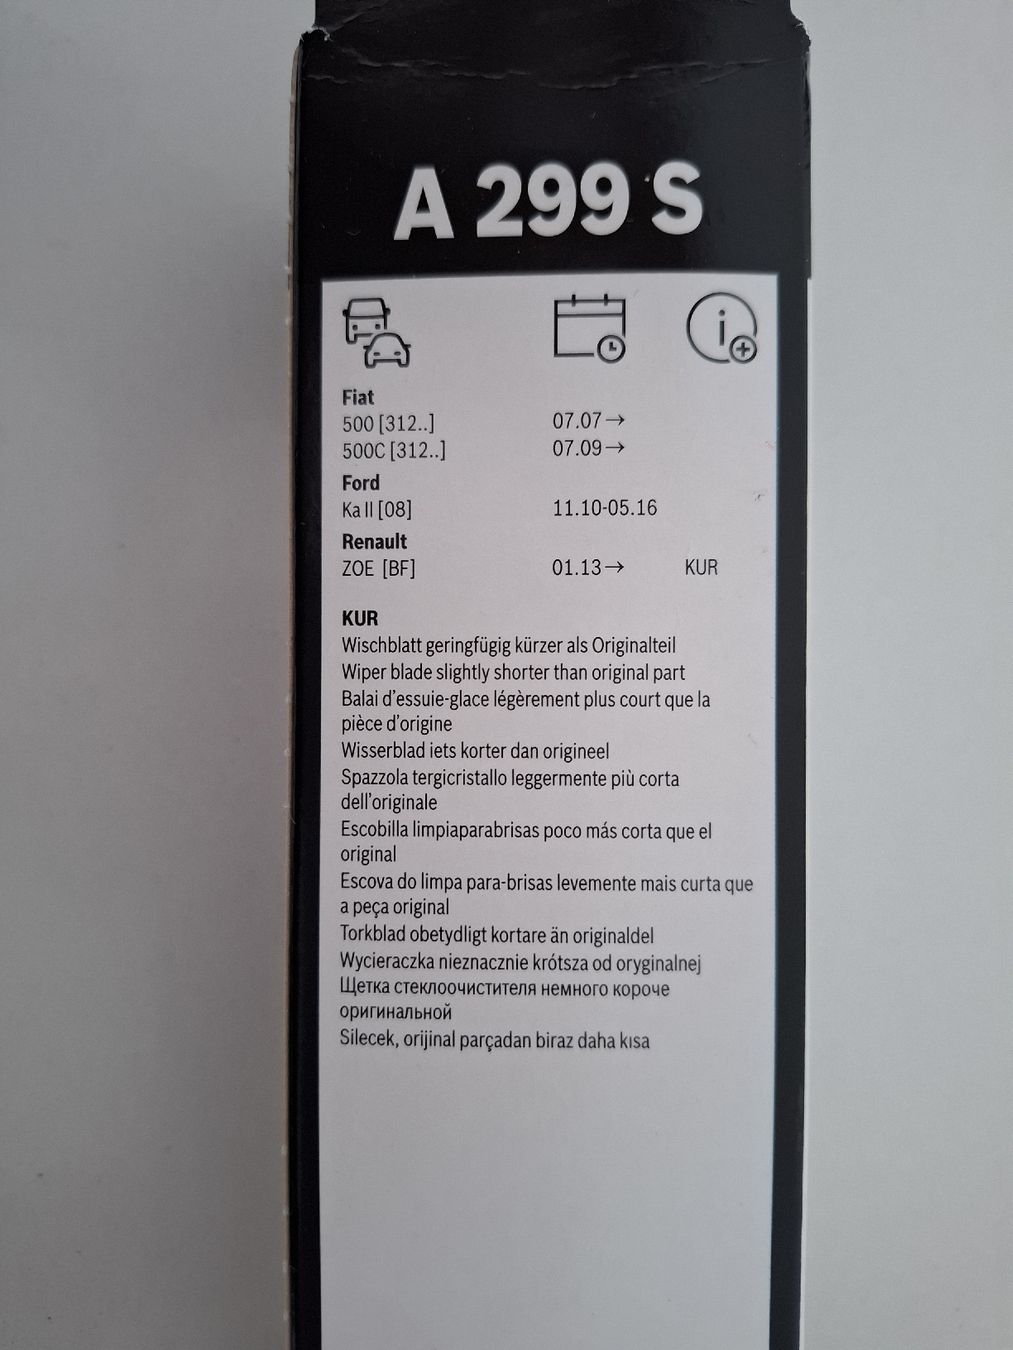 A 299 S
Fiat
500 [312..] 07.07→
500C [312..] 07.09→
Ford
Ka II [08] 11.10-05.16
Renault
ZOE [BF] 01.13→ KUR
KUR
Wischblatt geringfügig kürzer als Originalteil
Wiper blade slightly shorter than original part
Balai d'essuie-glace légèrement plus court que la
pièce d'origine
Wisserblad iets korter dan origineel
Spazzola tergicristallo leggermente più corta
dell'originale
Escobilla limpiaparabrisas poco más corta que el
original
Escova do limpa para-brisas levemente mais curta que
a peça original
Torkblad obetydligt kortare än originaldel
Wycieraczka nieznacznie krótsza od oryginalnej
Щетка стеклоочистителя немного короче
оригинальной
Silecek, orijinal parçadan biraz daha kısa